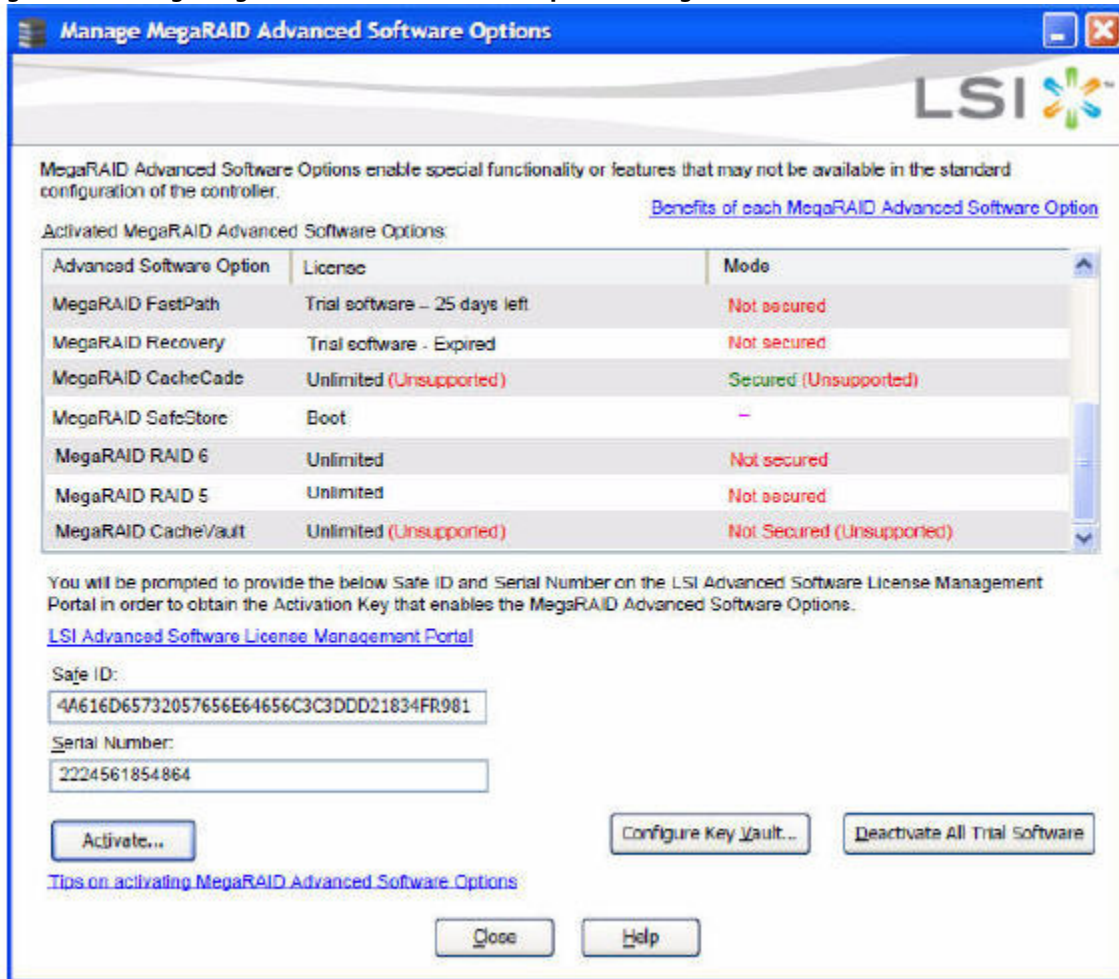 Manage MegaRAID Advanced Software Options
LSI
MegaRAID Advanced Software Options enable special functionality or features that may not be available in the standard
configuration of the controller.
Benefits of each MegaRAID Advanced Software Option
Activated MegaRAID Advanced Software Options:
Advanced Software Option License Mode
MegaRAID FastPath Trial software – 25 days left Not secured
MegaRAID Recovery Trial software - Expired Not secured
MegaRAID CacheCade Unlimited (Unsupported) Secured (Unsupported)
MegaRAID SafeStore Boot –
MegaRAID RAID 6 Unlimited Not secured
MegaRAID RAID 5 Unlimited Not secured
MegaRAID CacheVault Unlimited (Unsupported) Not Secured (Unsupported)
You will be prompted to provide the below Safe ID and Serial Number on the LSI Advanced Software License Management
Portal in order to obtain the Activation Key that enables the MegaRAID Advanced Software Options.
LSI Advanced Software License Management Portal
Safe ID:
4A616D65732057656E64656C3C3DDD21834FR981
Serial Number:
2224561854864
Activate... Configure Key Vault... Deactivate All Trial Software
Tips on activating MegaRAID Advanced Software Options
Close Help